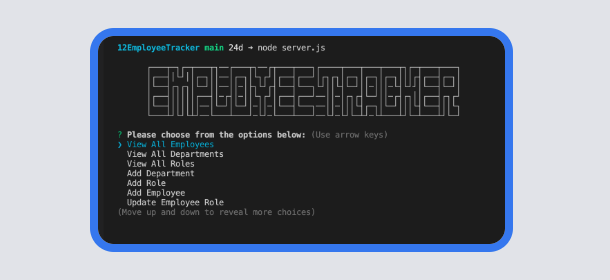 12EmployeeTracker main 24d → node server.js
EMPLOYEETRACKER
? Please choose from the options below: (Use arrow keys)
❯ View All Employees
View All Departments
View All Roles
Add Department
Add Role
Add Employee
Update Employee Role
(Move up and down to reveal more choices)